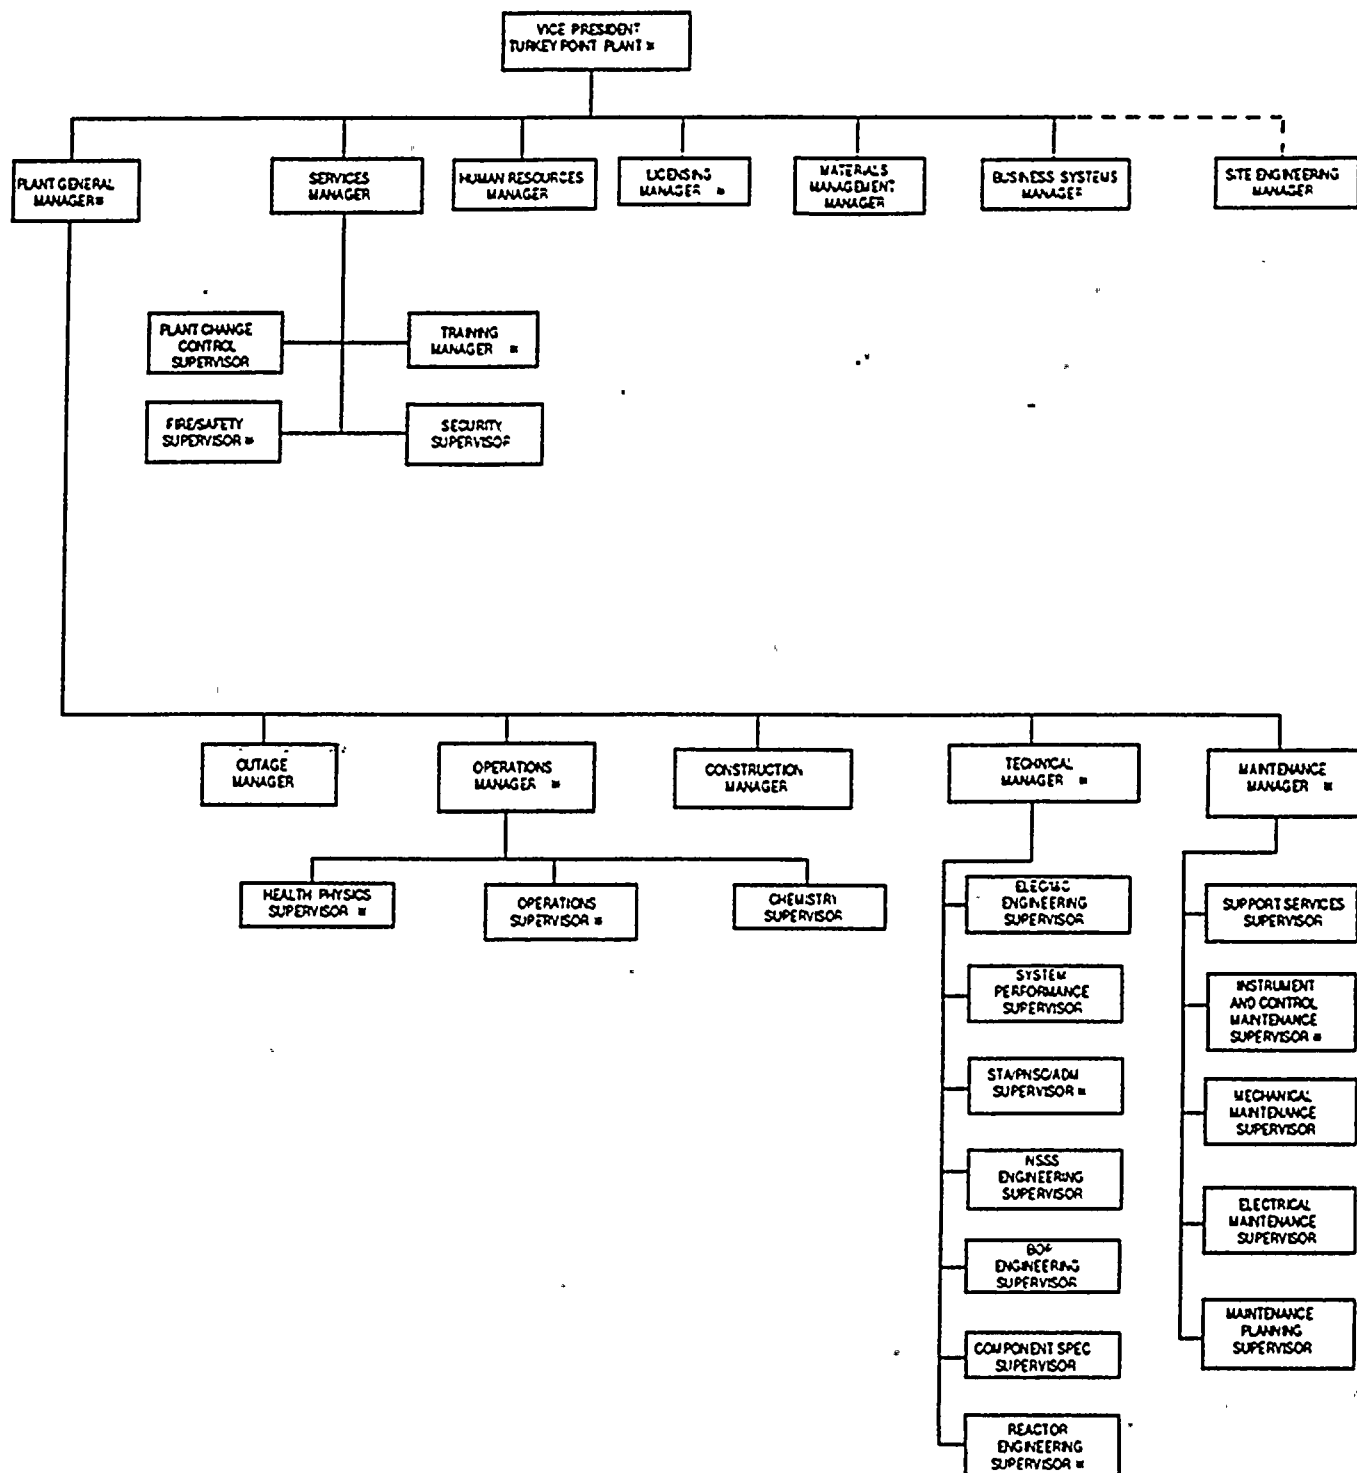 VICE PRESIDENT
TURKEY POINT PLANT *
PLANT GENERAL
MANAGER *
SERVICES
MANAGER
HUMAN RESOURCES
MANAGER
LICENSING
MANAGER *
MATERIALS
MANAGEMENT
MANAGER
BUSINESS SYSTEMS
MANAGER
SITE ENGINEERING
MANAGER
PLANT CHANGE
CONTROL
SUPERVISOR
TRAINING
MANAGER *
FIRE/SAFETY
SUPERVISOR *
SECURITY
SUPERVISOR
OUTAGE
MANAGER
OPERATIONS
MANAGER *
CONSTRUCTION
MANAGER
TECHNICAL
MANAGER *
MAINTENANCE
MANAGER *
HEALTH PHYSICS
SUPERVISOR *
OPERATIONS
SUPERVISOR *
CHEMISTRY
SUPERVISOR
ENGINEERING
SUPERVISOR
SYSTEM
PERFORMANCE
SUPERVISOR
STA/PNSC/ADM
SUPERVISOR *
NSSS
ENGINEERING
SUPERVISOR
BOP
ENGINEERING
SUPERVISOR
COMPONENT SPEC
SUPERVISOR
REACTOR
ENGINEERING
SUPERVISOR *
SUPPORT SERVICES
SUPERVISOR
INSTRUMENT
AND CONTROL
MAINTENANCE
SUPERVISOR *
MECHANICAL
MAINTENANCE
SUPERVISOR
ELECTRICAL
MAINTENANCE
SUPERVISOR
MAINTENANCE
PLANNING
SUPERVISOR